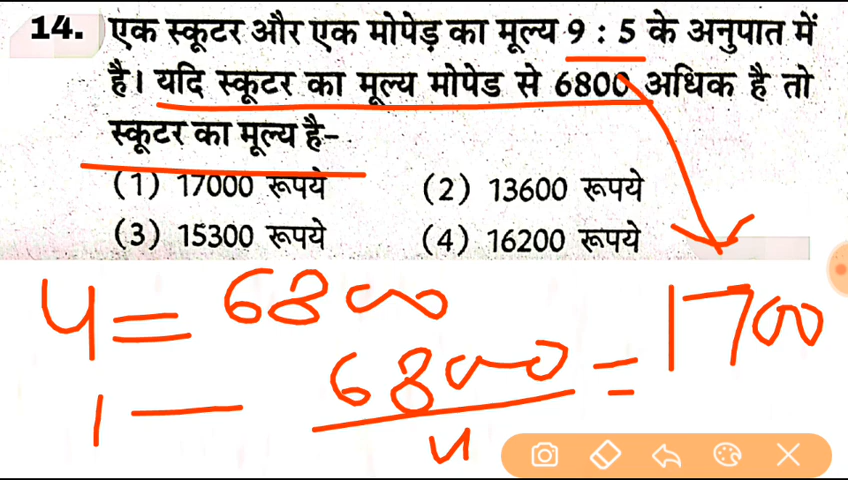 14. एक स्कूटर और एक मोपेड़ का मूल्य 9 : 5 के अनुपात में
है। यदि स्कूटर का मूल्य मोपेड से 6800 अधिक है तो
स्कूटर का मूल्य है-
(1) 17000 रूपये (2) 13600 रूपये
(3) 15300 रूपये (4) 16200 रूपये
4 = 6800
1 — 6800/4 = 1700